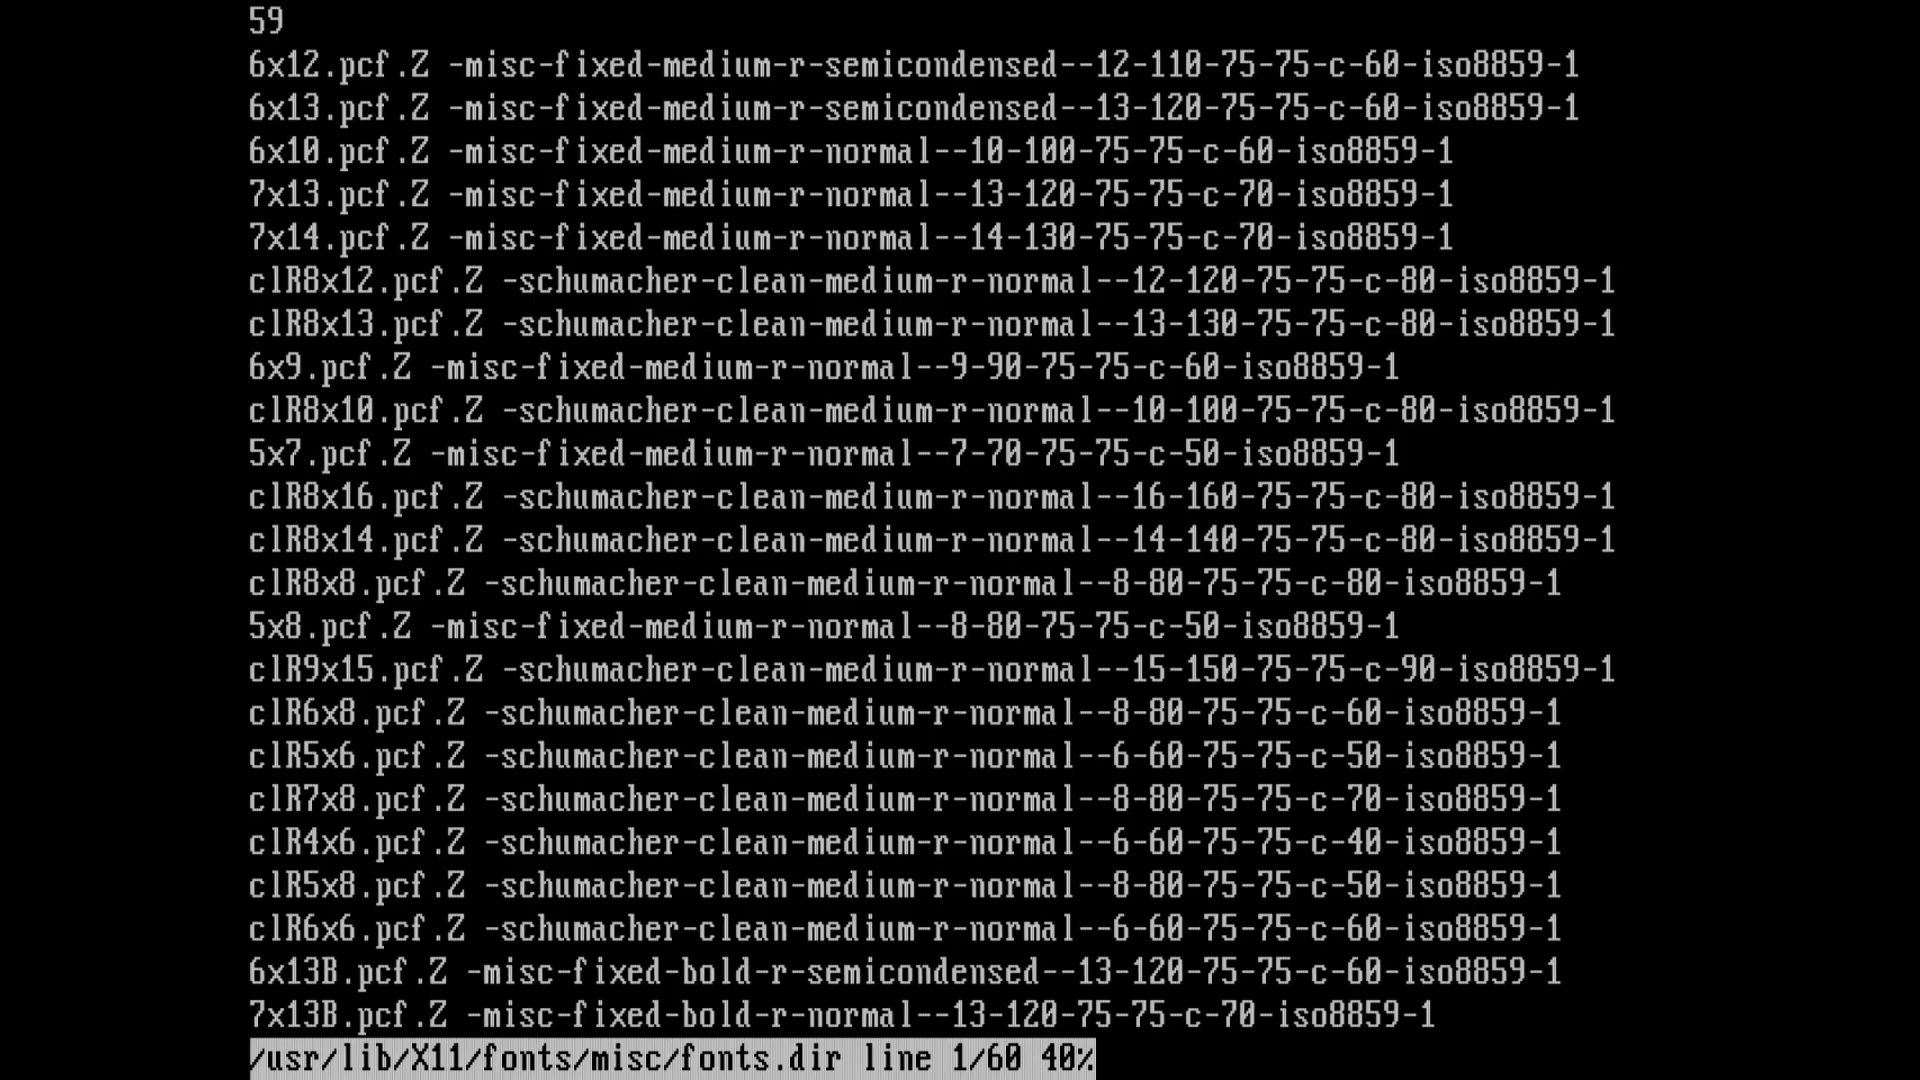 59
6x12.pcf.Z -misc-fixed-medium-r-semicondensed--12-110-75-75-c-60-iso8859-1
6x13.pcf.Z -misc-fixed-medium-r-semicondensed--13-120-75-75-c-60-iso8859-1
6x10.pcf.Z -misc-fixed-medium-r-normal--10-100-75-75-c-60-iso8859-1
7x13.pcf.Z -misc-fixed-medium-r-normal--13-120-75-75-c-70-iso8859-1
7x14.pcf.Z -misc-fixed-medium-r-normal--14-130-75-75-c-70-iso8859-1
clR8x12.pcf.Z -schumacher-clean-medium-r-normal--12-120-75-75-c-80-iso8859-1
clR8x13.pcf.Z -schumacher-clean-medium-r-normal--13-130-75-75-c-80-iso8859-1
6x9.pcf.Z -misc-fixed-medium-r-normal--9-90-75-75-c-60-iso8859-1
clR8x10.pcf.Z -schumacher-clean-medium-r-normal--10-100-75-75-c-80-iso8859-1
5x7.pcf.Z -misc-fixed-medium-r-normal--7-70-75-75-c-50-iso8859-1
clR8x16.pcf.Z -schumacher-clean-medium-r-normal--16-160-75-75-c-80-iso8859-1
clR8x14.pcf.Z -schumacher-clean-medium-r-normal--14-140-75-75-c-80-iso8859-1
clR8x8.pcf.Z -schumacher-clean-medium-r-normal--8-80-75-75-c-80-iso8859-1
5x8.pcf.Z -misc-fixed-medium-r-normal--8-80-75-75-c-50-iso8859-1
clR9x15.pcf.Z -schumacher-clean-medium-r-normal--15-150-75-75-c-90-iso8859-1
clR6x8.pcf.Z -schumacher-clean-medium-r-normal--8-80-75-75-c-60-iso8859-1
clR5x6.pcf.Z -schumacher-clean-medium-r-normal--6-60-75-75-c-50-iso8859-1
clR7x8.pcf.Z -schumacher-clean-medium-r-normal--8-80-75-75-c-70-iso8859-1
clR4x6.pcf.Z -schumacher-clean-medium-r-normal--6-60-75-75-c-40-iso8859-1
clR5x8.pcf.Z -schumacher-clean-medium-r-normal--8-80-75-75-c-50-iso8859-1
clR6x6.pcf.Z -schumacher-clean-medium-r-normal--6-60-75-75-c-60-iso8859-1
6x13B.pcf.Z -misc-fixed-bold-r-semicondensed--13-120-75-75-c-60-iso8859-1
7x13B.pcf.Z -misc-fixed-bold-r-normal--13-120-75-75-c-70-iso8859-1
/usr/lib/X11/fonts/misc/fonts.dir line 1/60 40%